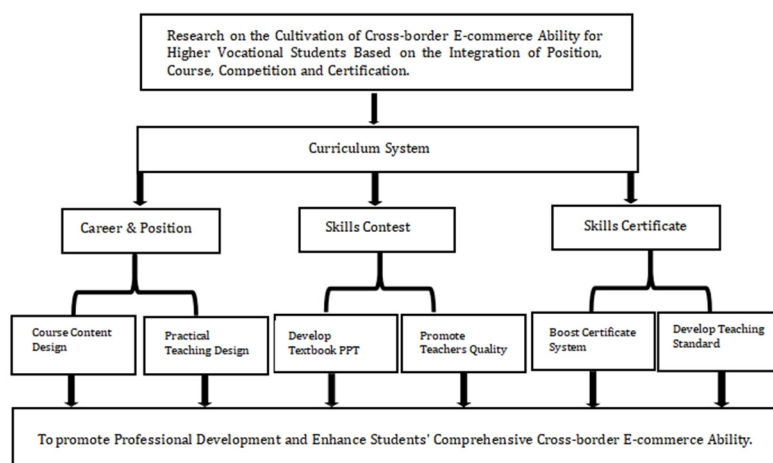 Research on the Cultivation of Cross-border E-commerce Ability for
Higher Vocational Students Based on the Integration of Position,
Course, Competition and Certification.
Curriculum System
Career & Position
Skills Contest
Skills Certificate
Course Content
Design
Practical
Teaching Design
Develop
Textbook PPT
Promote
Teachers Quality
Boost Certificate
System
Develop Teaching
Standard
To promote Professional Development and Enhance Students' Comprehensive Cross-border E-commerce Ability.